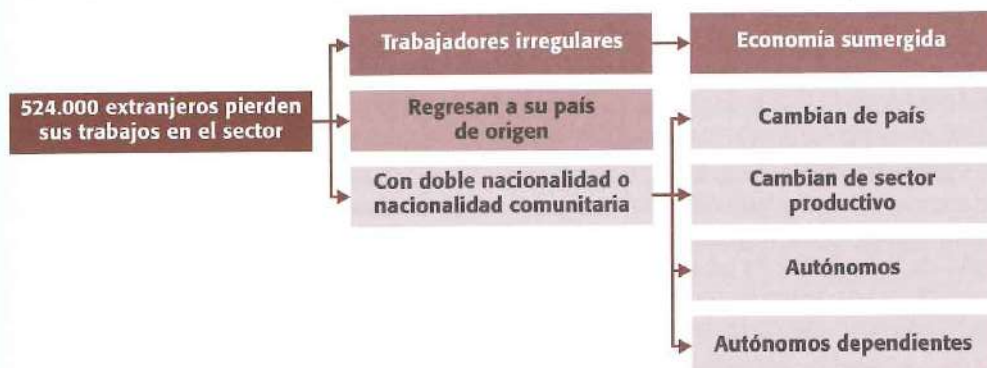 524.000 extranjeros pierden
sus trabajos en el sector
Trabajadores irregulares
Economía sumergida
Regresan a su país
de origen
Con doble nacionalidad o
nacionalidad comunitaria
Cambian de país
Cambian de sector
productivo
Autónomos
Autónomos dependientes